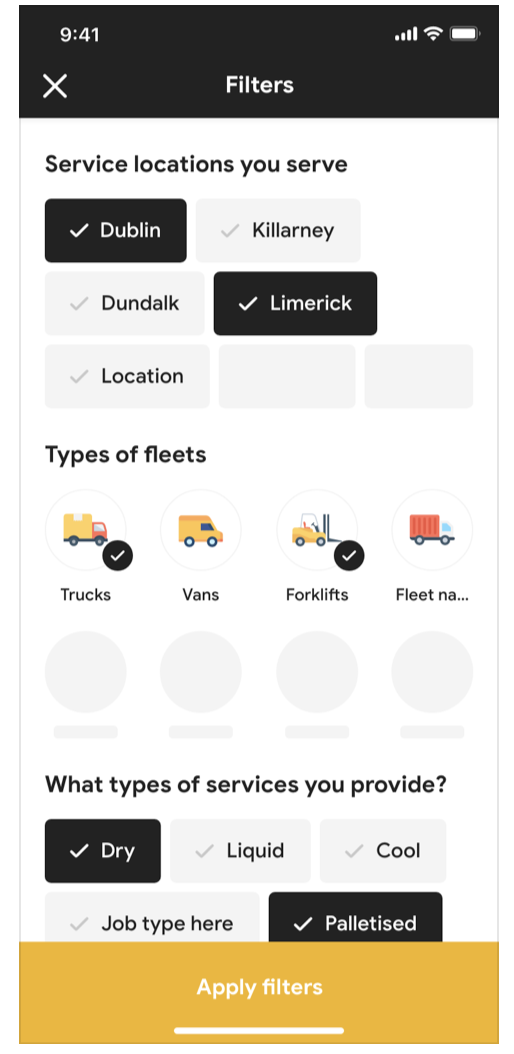 9:41
Filters
Service locations you serve
Dublin Killarney
Dundalk Limerick
Location
Types of fleets
Trucks Vans Forklifts Fleet na...
What types of services you provide?
Dry Liquid Cool
Job type here Palletised
Apply filters